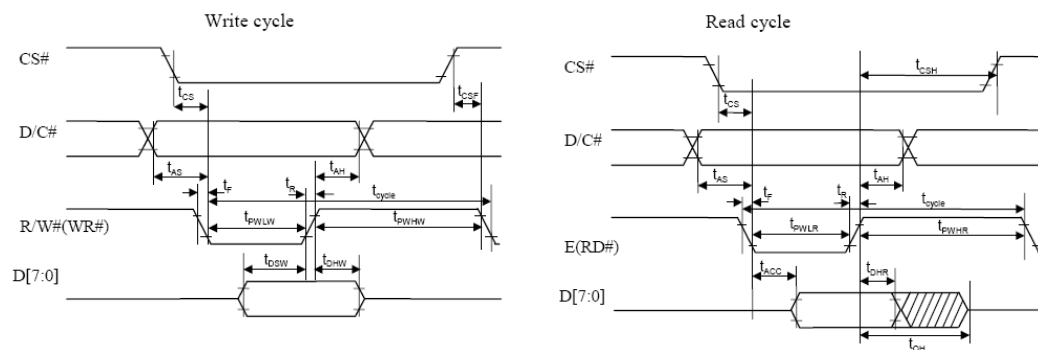 Write cycle
CS#
tCS
tCSF
D/C#
tAS
tF
tR
tAH
tcycle
R/W#(WR#)
tPWLW
tPWHW
tDSW
tDHW
D[7:0]
Read cycle
CS#
tCSH
tCS
D/C#
tAS
tF
tR
tAH
tcycle
E(RD#)
tPWLR
tPWHR
tACC
tDHR
D[7:0]
tOH